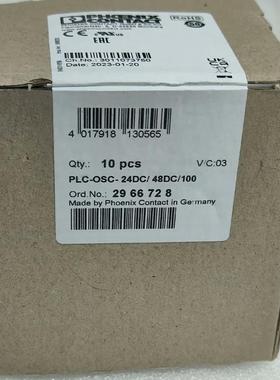 PHOENIX
CONTACT
RoHS
EAC
Ch.No.: 3011073750
Date: 2023-01-20
4 017918 130565
Qty.: 10 pcs
V/C:03
PLC-OSC- 24DC/ 48DC/100
Ord.No.: 29 66 72 8
Made by Phoenix Contact in Germany